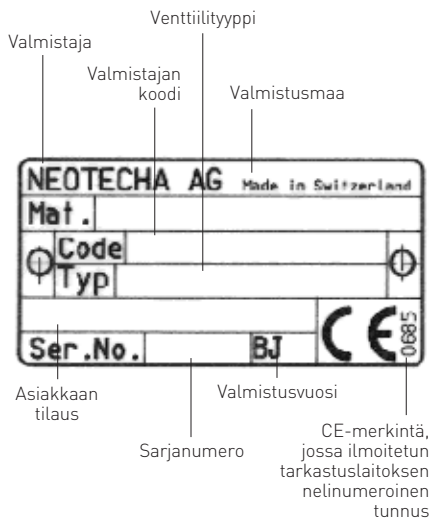 Venttiilityyppi
Valmistaja
Valmistajan
koodi
Valmistusmaa
NEOTECHA AG Made in Switzerland
Mat.
Code
Typ
CE 0685
Ser.No. BJ
Asiakkaan
tilaus
Valmistusvuosi
Sarjanumero
CE-merkintä,
jossa ilmoitetun
tarkastuslaitoksen
nelinumeroinen
tunnus